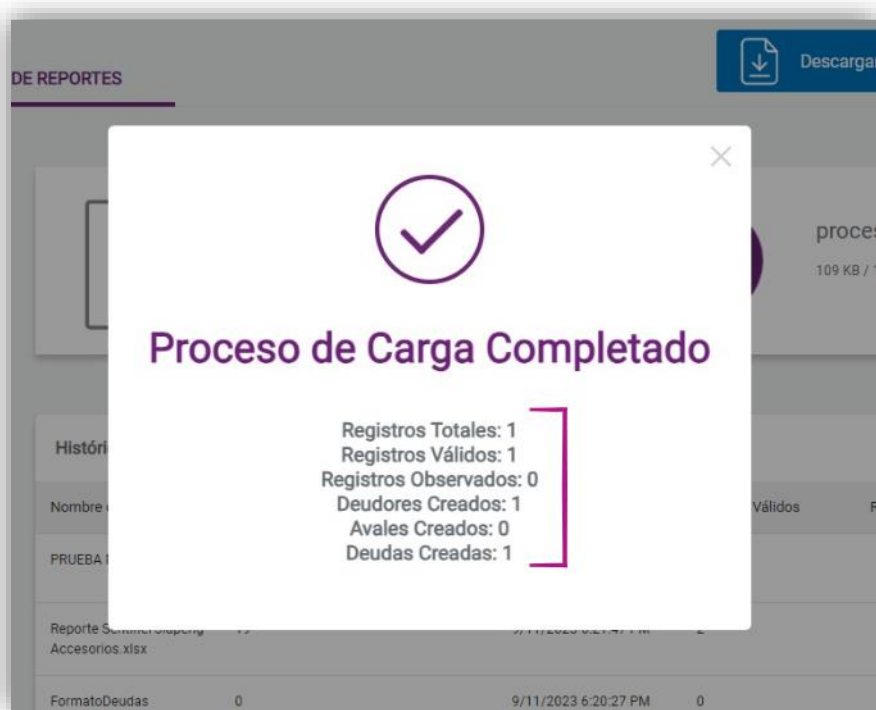 DE REPORTES
Descargar
109 KB /
Proceso de Carga Completado
Registros Totales: 1
Registros Válidos: 1
Registros Observados: 0
Deudores Creados: 1
Avales Creados: 0
Deudas Creadas: 1
Nombre
Válidos
PRUEBA
Reporte
Accesorios.xlsx
FormatoDeudas 0 9/11/2023 6:20:27 PM 0